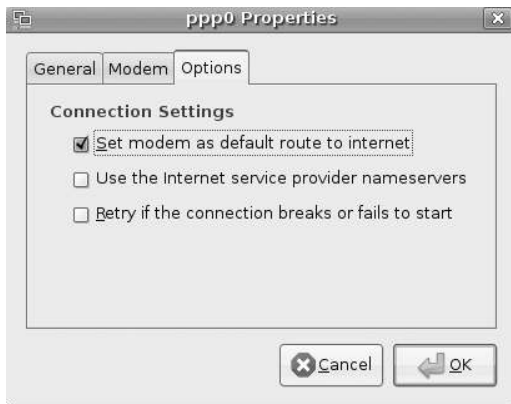 ppp0 Properties
General Modem Options
Connection Settings
Set modem as default route to internet
Use the Internet service provider nameservers
Retry if the connection breaks or fails to start
Cancel OK